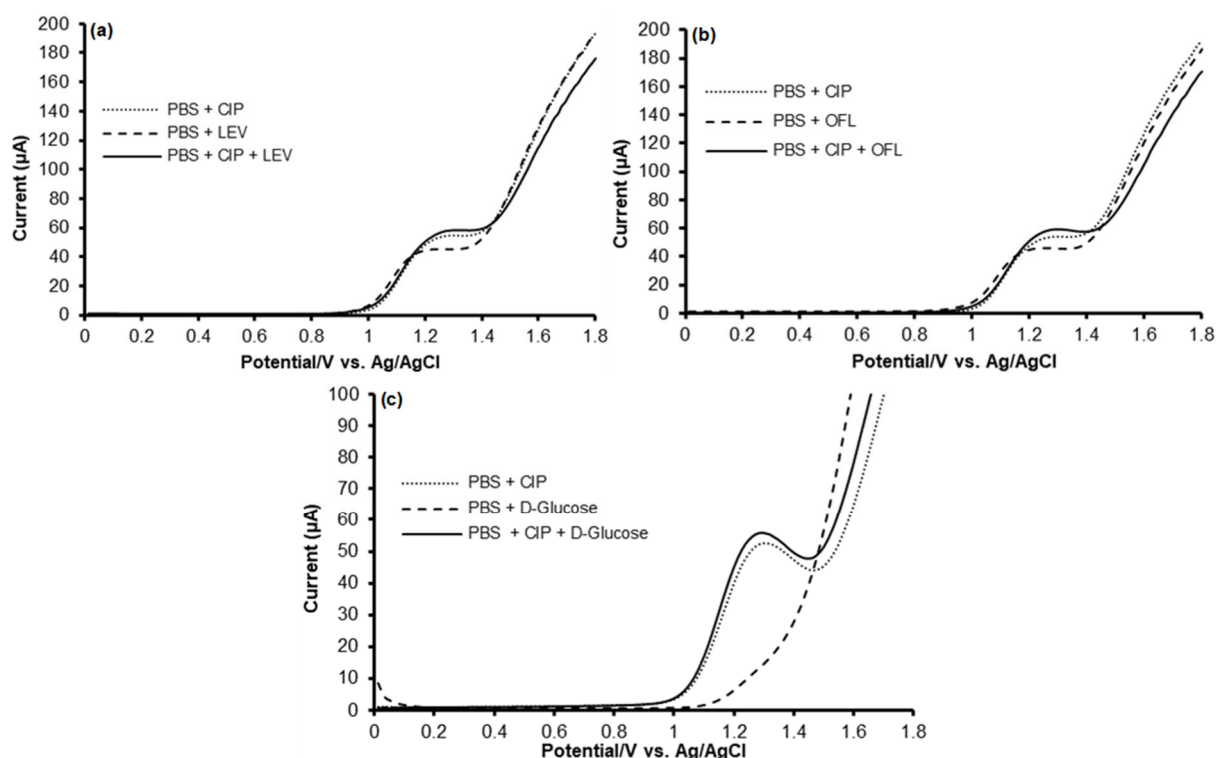 (a)
200
180
160
140
120
100
80
60
40
20
0
Current (µA)
PBS + CIP
PBS + LEV
PBS + CIP + LEV
0 0.2 0.4 0.6 0.8 1 1.2 1.4 1.6 1.8
Potential/V vs. Ag/AgCl
(b)
200
180
160
140
120
100
80
60
40
20
0
Current (µA)
PBS + CIP
PBS + OFL
PBS + CIP + OFL
0 0.2 0.4 0.6 0.8 1 1.2 1.4 1.6 1.8
Potential/V vs. Ag/AgCl
(c)
100
90
80
70
60
50
40
30
20
10
0
Current (µA)
PBS + CIP
PBS + D-Glucose
PBS + CIP + D-Glucose
0 0.2 0.4 0.6 0.8 1 1.2 1.4 1.6 1.8
Potential/V vs. Ag/AgCl